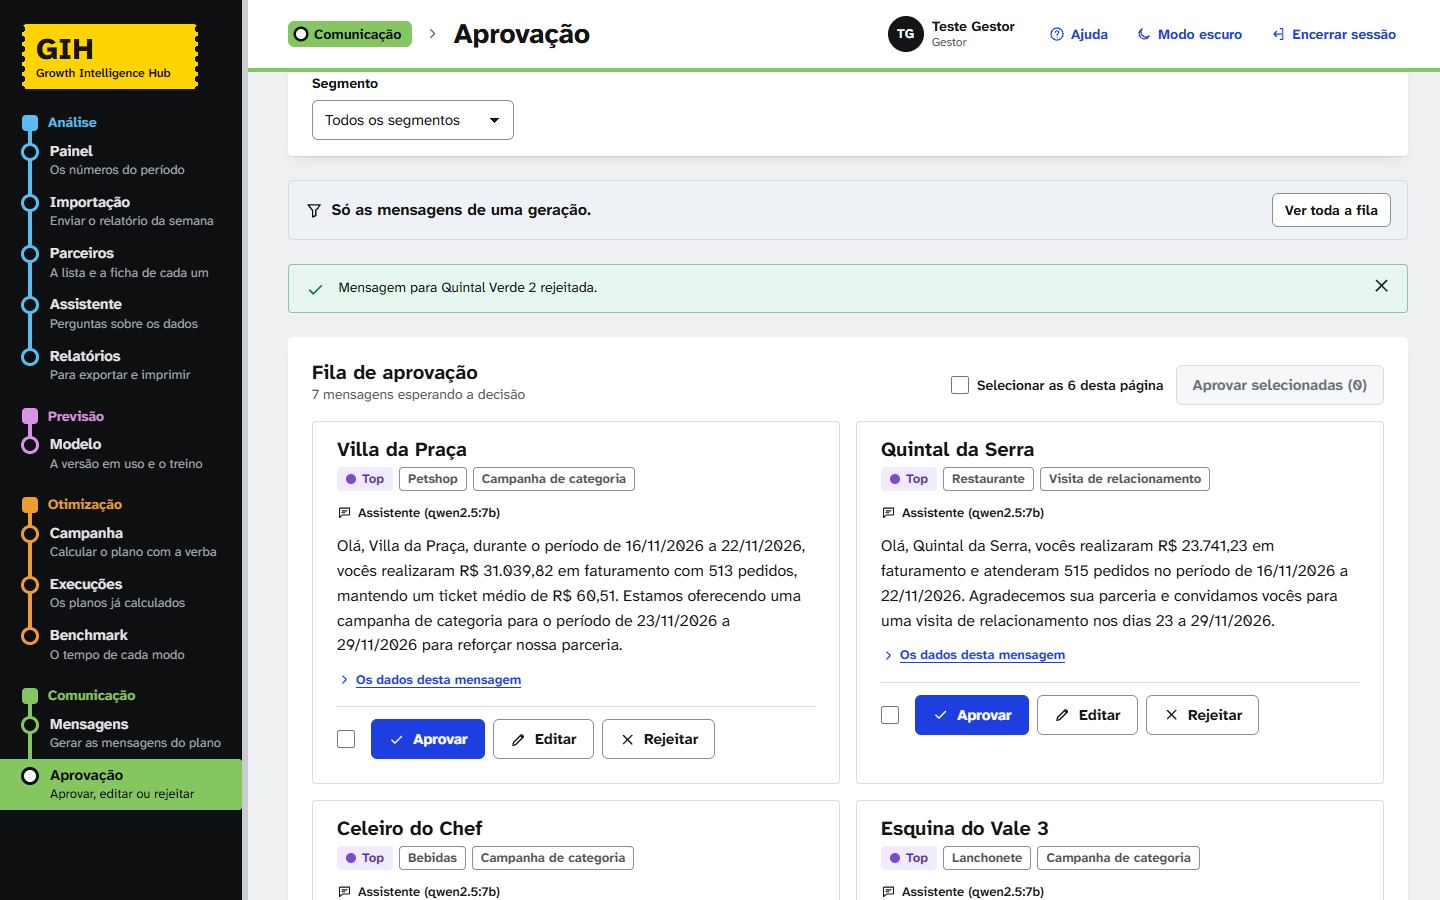 GIH
Growth Intelligence Hub
Análise
Painel
Os números do período
Importação
Enviar o relatório da semana
Parceiros
A lista e a ficha de cada um
Assistente
Perguntas sobre os dados
Relatórios
Para exportar e imprimir
Previsão
Modelo
A versão em uso e o treino
Otimização
Campanha
Calcular o plano com a verba
Execuções
Os planos já calculados
Benchmark
O tempo de cada modo
Comunicação
Mensagens
Gerar as mensagens do plano
Aprovação
Aprovar, editar ou rejeitar
Comunicação
Aprovação
TG
Teste Gestor
Gestor
Ajuda
Modo escuro
Encerrar sessão
Segmento
Todos os segmentos
Só as mensagens de uma geração.
Ver toda a fila
Mensagem para Quintal Verde 2 rejeitada.
Fila de aprovação
7 mensagens esperando a decisão
Selecionar as 6 desta página
Aprovar selecionadas (0)
Villa da Praça
Top
Petshop
Campanha de categoria
Assistente (qwen2.5:7b)
Olá, Villa da Praça, durante o período de 16/11/2026 a 22/11/2026,
vocês realizaram R$ 31.039,82 em faturamento com 513 pedidos,
mantendo um ticket médio de R$ 60,51. Estamos oferecendo uma
campanha de categoria para o período de 23/11/2026 a
29/11/2026 para reforçar nossa parceria.
Os dados desta mensagem
Aprovar
Editar
Rejeitar
Quintal da Serra
Top
Restaurante
Visita de relacionamento
Assistente (qwen2.5:7b)
Olá, Quintal da Serra, vocês realizaram R$ 23.741,23 em
faturamento e atenderam 515 pedidos no período de 16/11/2026 a
22/11/2026. Agradecemos sua parceria e convidamos vocês para
uma visita de relacionamento nos dias 23 a 29/11/2026.
Os dados desta mensagem
Aprovar
Editar
Rejeitar
Celeiro do Chef
Top
Bebidas
Campanha de categoria
Assistente (qwen2.5:7b)
Esquina do Vale 3
Top
Lanchonete
Campanha de categoria
Assistente (qwen2.5:7b)